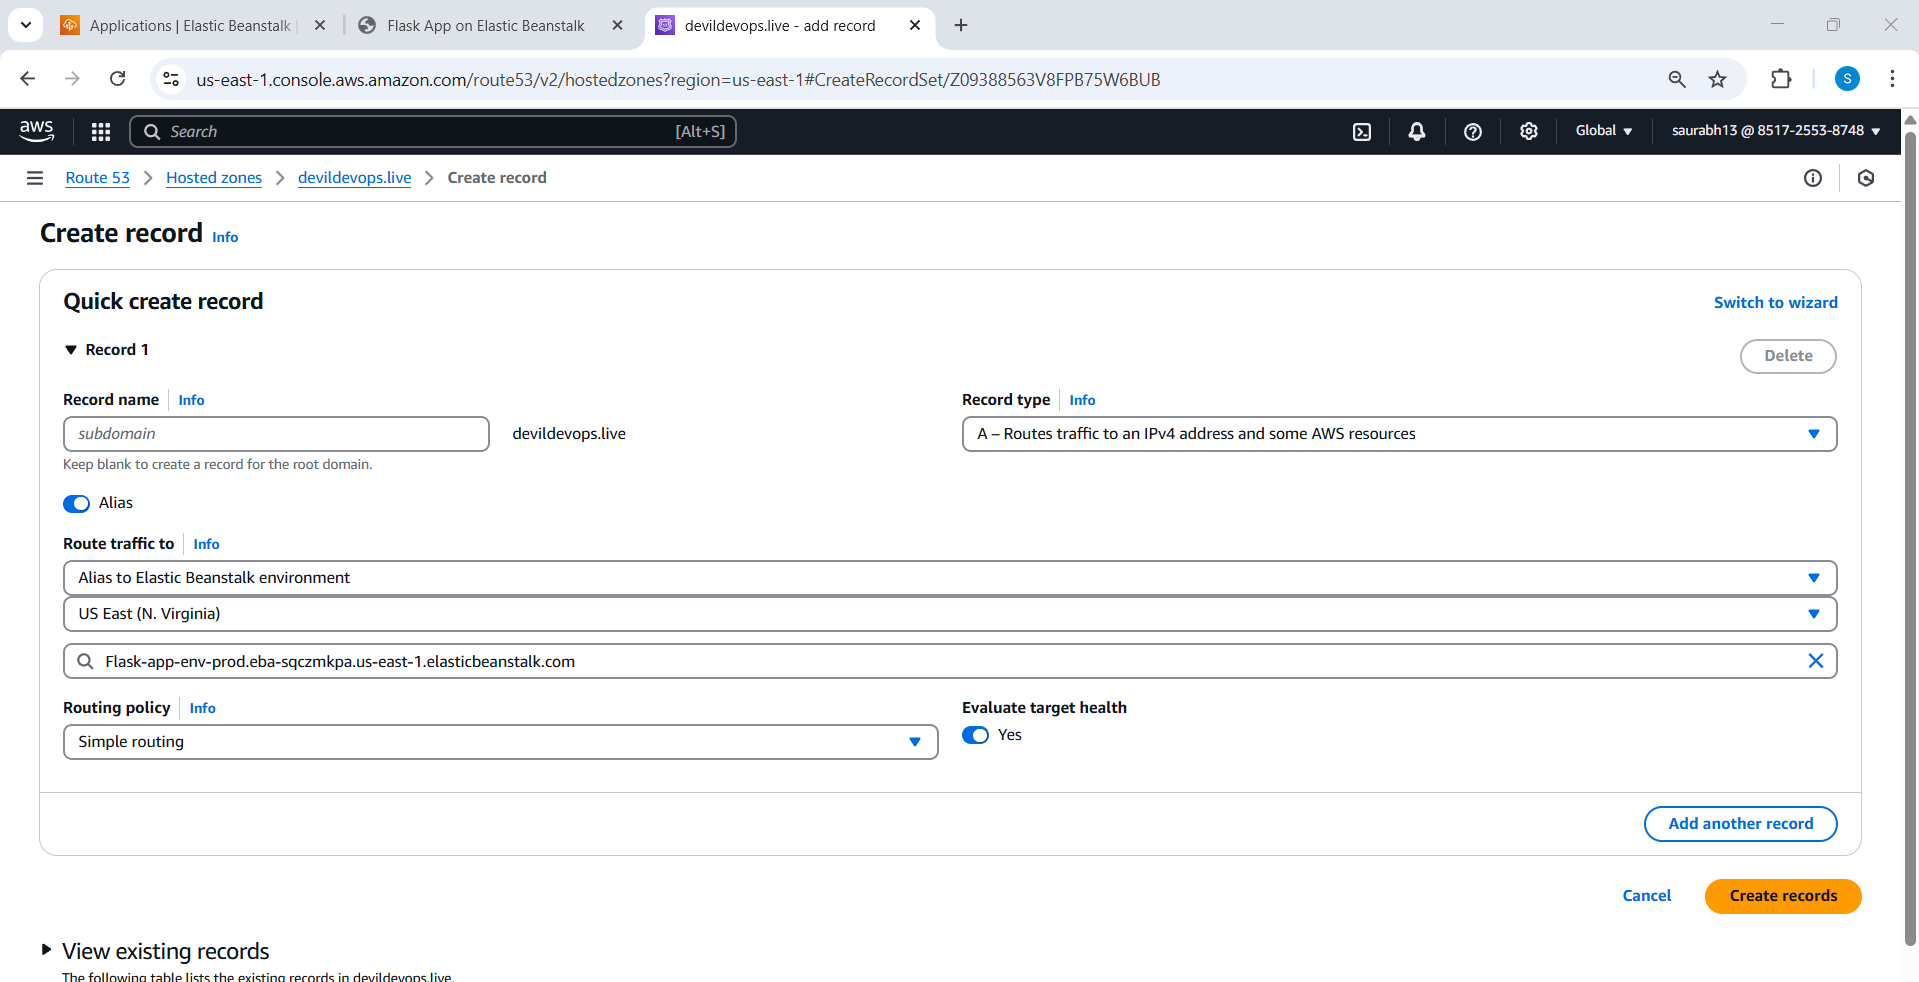 Applications | Elastic Beanstalk
Flask App on Elastic Beanstalk
devildevops.live - add record
us-east-1.console.aws.amazon.com/route53/v2/hostedzones?region=us-east-1#CreateRecordSet/Z09388563V8FPB75W6BUB
S
aws
Search
[Alt+S]
Global
saurabh13 @ 8517-2553-8748
Route 53
Hosted zones
devildevops.live
Create record
Create record
Info
Quick create record
Switch to wizard
Record 1
Delete
Record name
Info
Record type
Info
subdomain
devildevops.live
A – Routes traffic to an IPv4 address and some AWS resources
Keep blank to create a record for the root domain.
Alias
Route traffic to
Info
Alias to Elastic Beanstalk environment
US East (N. Virginia)
Flask-app-env-prod.eba-sqczmkpa.us-east-1.elasticbeanstalk.com
Routing policy
Info
Evaluate target health
Simple routing
Yes
Add another record
Cancel
Create records
View existing records
The following table lists the existing records in devildevops.live.